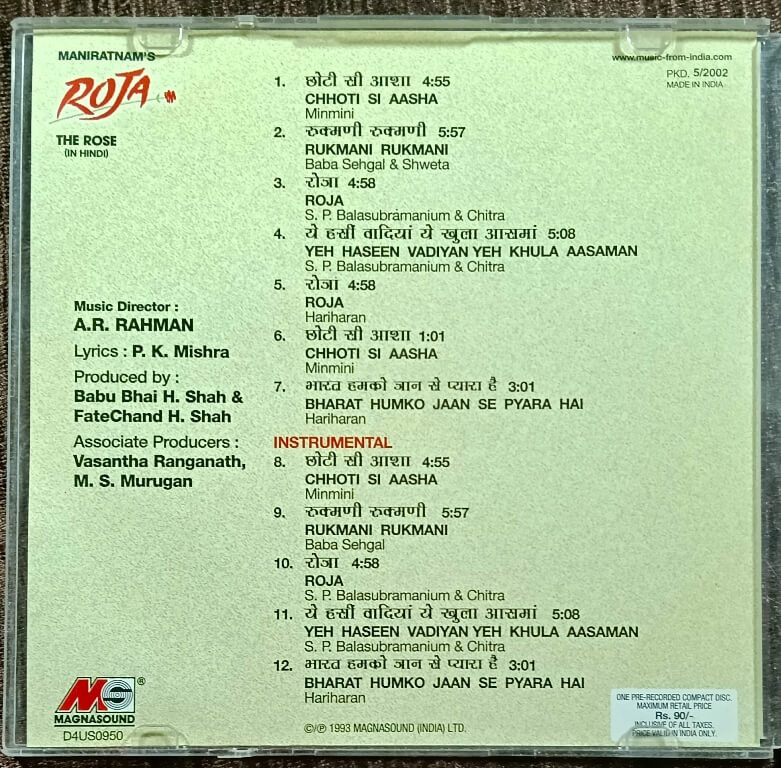 MANIRATNAM'S
ROJA
THE ROSE
(IN HINDI)
www.music-from-india.com
PKD. 5/2002
MADE IN INDIA
1. छोटी सी आशा 4:55
CHHOTI SI AASHA
Minmini
2. रुक्मणी रुक्मणी 5:57
RUKMANI RUKMANI
Baba Sehgal & Shweta
3. रोजा 4:58
ROJA
S. P. Balasubramanium & Chitra
4. ये हसीं वादियां ये खुला आसमां 5:08
YEH HASEEN VADIYAN YEH KHULA AASAMAN
S. P. Balasubramanium & Chitra
5. रोजां 4:58
ROJA
Hariharan
6. छोटी सी आशा 1:01
CHHOTI SI AASHA
Minmini
7. भारत हमको जान से प्यारा है 3:01
BHARAT HUMKO JAAN SE PYARA HAI
Hariharan
INSTRUMENTAL
8. छोटी सी आशा 4:55
CHHOTI SI AASHA
Minmini
9. रुक्मणी रुक्मणी 5:57
RUKMANI RUKMANI
Baba Sehgal
10. रोजा 4:58
ROJA
S. P. Balasubramanium & Chitra
11. ये हसीं वादियां ये खुला आसमां 5:08
YEH HASEEN VADIYAN YEH KHULA AASAMAN
S. P. Balasubramanium & Chitra
12. भारत हमको जान से प्यारा है 3:01
BHARAT HUMKO JAAN SE PYARA HAI
Hariharan
Music Director :
A.R. RAHMAN
Lyrics : P. K. Mishra
Produced by :
Babu Bhai H. Shah &
FateChand H. Shah
Associate Producers :
Vasantha Ranganath,
M. S. Murugan
MC ®
MAGNASOUND
D4US0950
©/℗ 1993 MAGNASOUND (INDIA) LTD.
ONE PRE-RECORDED COMPACT DISC.
MAXIMUM RETAIL PRICE
Rs. 90/-
INCLUSIVE OF ALL TAXES.
PRICE VALID IN INDIA ONLY.